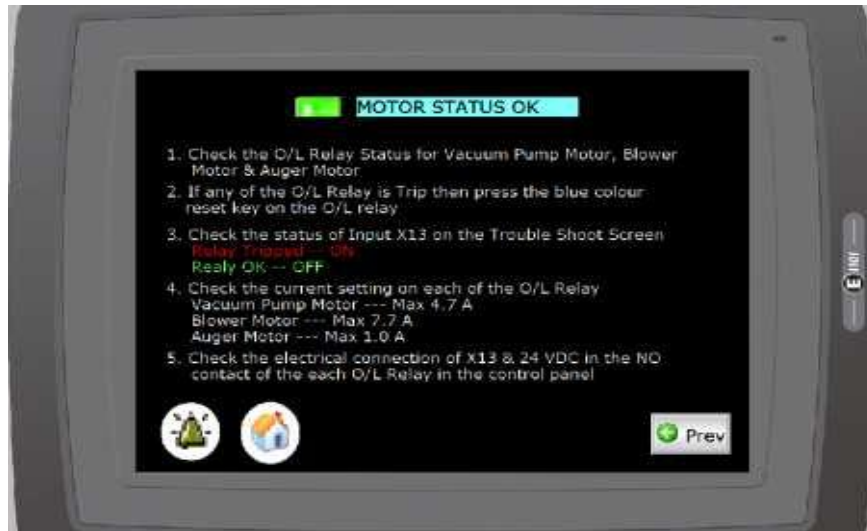 MOTOR STATUS OK
1. Check the O/L Relay Status for Vacuum Pump Motor, Blower
Motor & Auger Motor
2. If any of the O/L Relay is Trip then press the blue colour
reset key on the O/L relay
3. Check the status of Input X13 on the Trouble Shoot Screen
Relay Tripped -- ON
Realy OK -- OFF
4. Check the current setting on each of the O/L Relay
Vacuum Pump Motor --- Max 4.7 A
Blower Motor --- Max 7.7 A
Auger Motor --- Max 1.0 A
5. Check the electrical connection of X13 & 24 VDC in the NO
contact of the each O/L Relay in the control panel
Prev